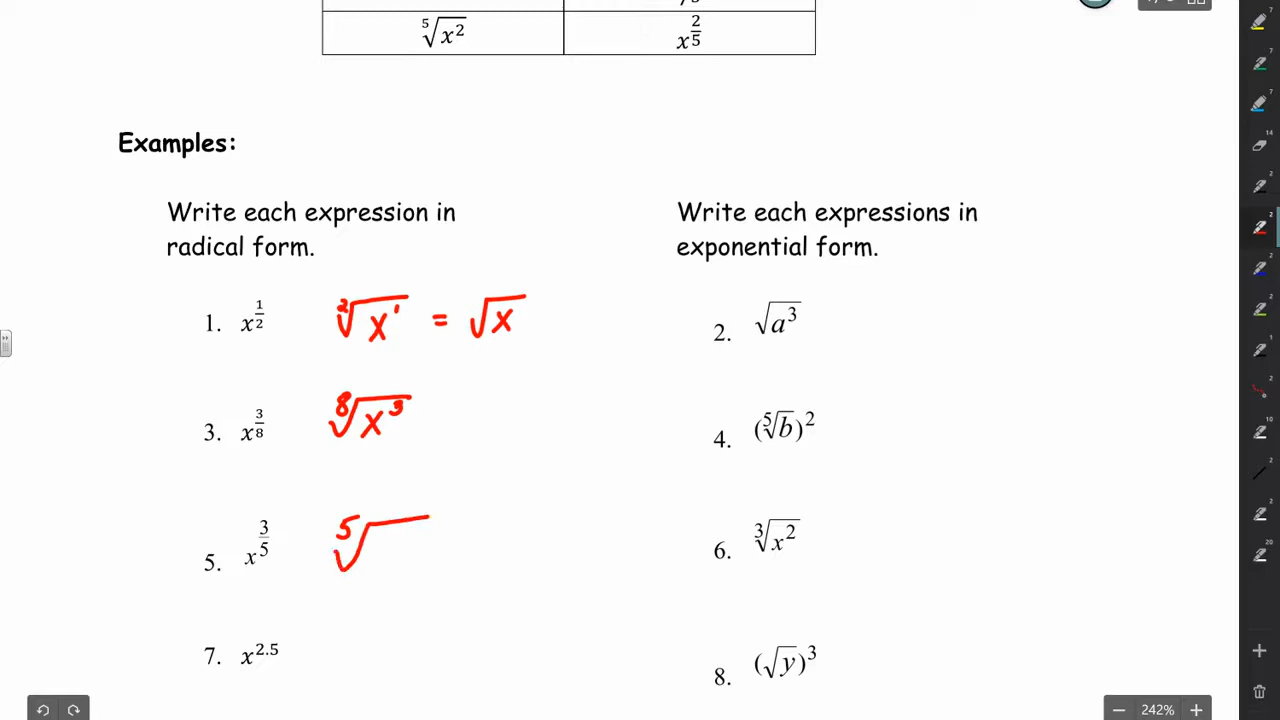 ⁵√x² x^(2/5)
Examples:
Write each expression in
radical form.
1. x^(1/2) ²√x¹ = √x
3. x^(3/8) ⁸√x³
5. x^(3/5) ⁵√
7. x^2.5
Write each expressions in
exponential form.
2. √a³
4. (⁵√b)²
6. ³√x²
8. (√y)³
242%